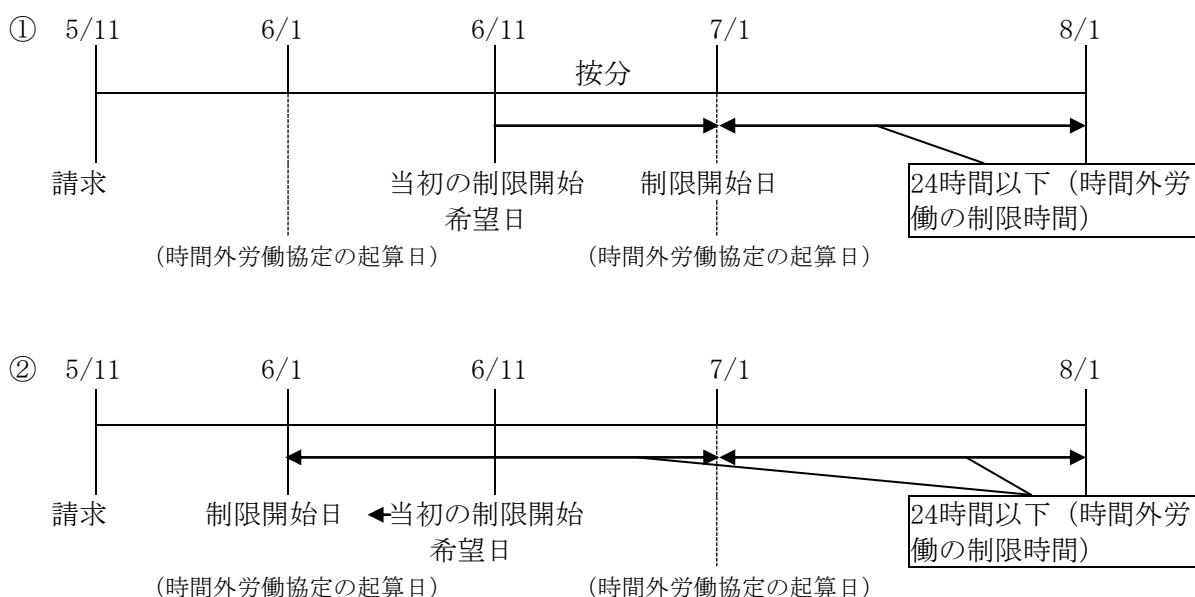 ① 5/11 6/1 6/11 7/1 8/1
按分
請求 当初の制限開始 制限開始日 24時間以下（時間外労
希望日 働の制限時間）
（時間外労働協定の起算日） （時間外労働協定の起算日）
② 5/11 6/1 6/11 7/1 8/1
請求 制限開始日 当初の制限開始 24時間以下（時間外労
希望日 働の制限時間）
（時間外労働協定の起算日） （時間外労働協定の起算日）